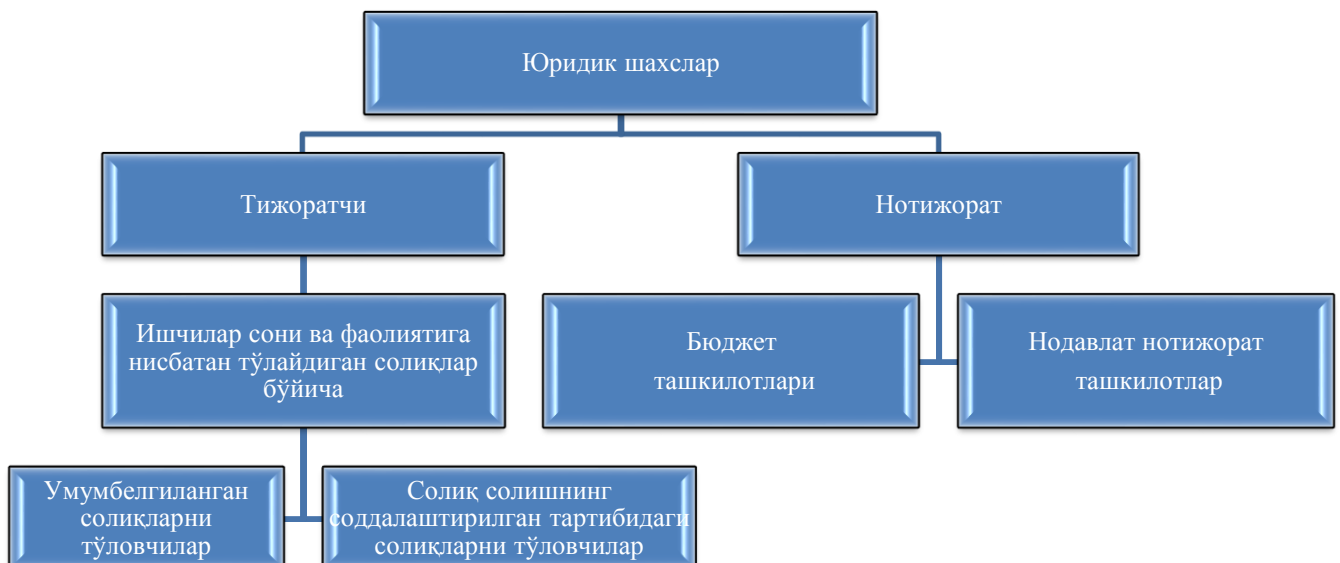 Юридик шахслар
Тижоратчи
Нотижорат
Ишчилар сони ва фаолиятига
нисбатан тўлайдиган солиқлар
бўйича
Бюджет
ташкилотлари
Нодавлат нотижорат
ташкилотлар
Умумбелгиланган
солиқларни
тўловчилар
Солиқ солишнинг
соддалаштирилган тартибидаги
солиқларни тўловчилар